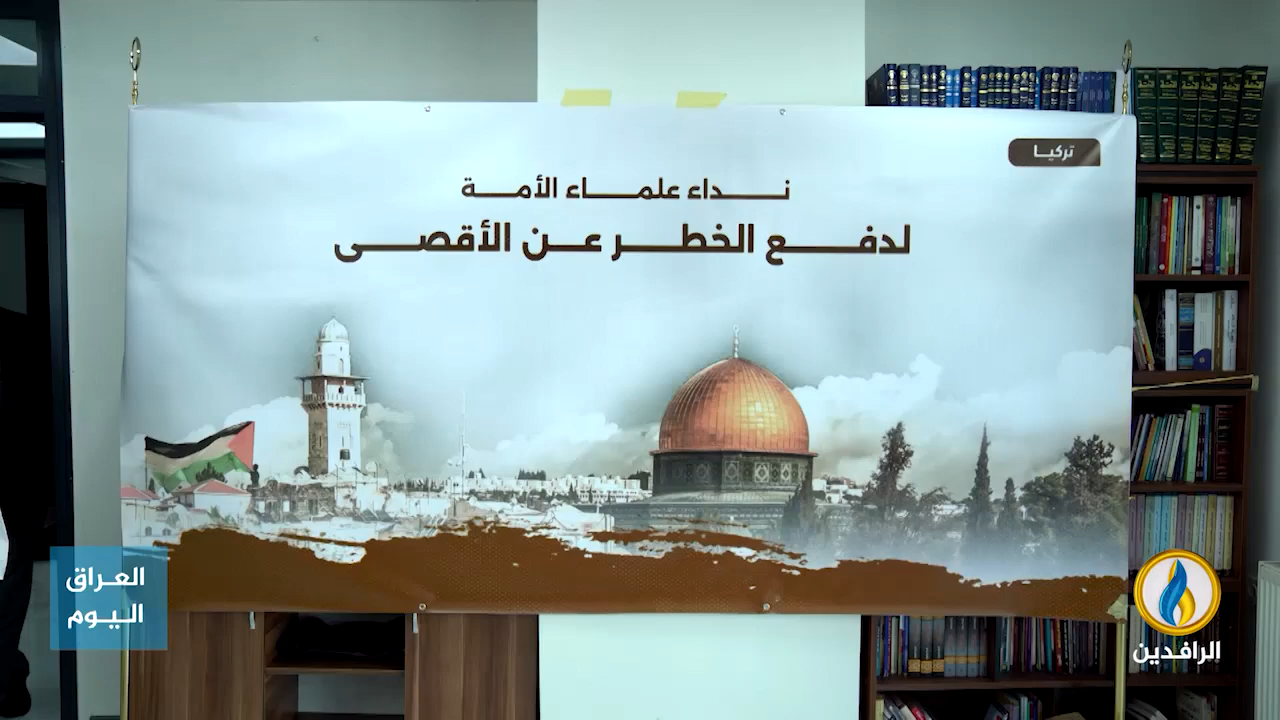 تركيا
نداء علماء الأمة
لدفع الخطر عن الأقصى
العراق
اليوم
الرافدين